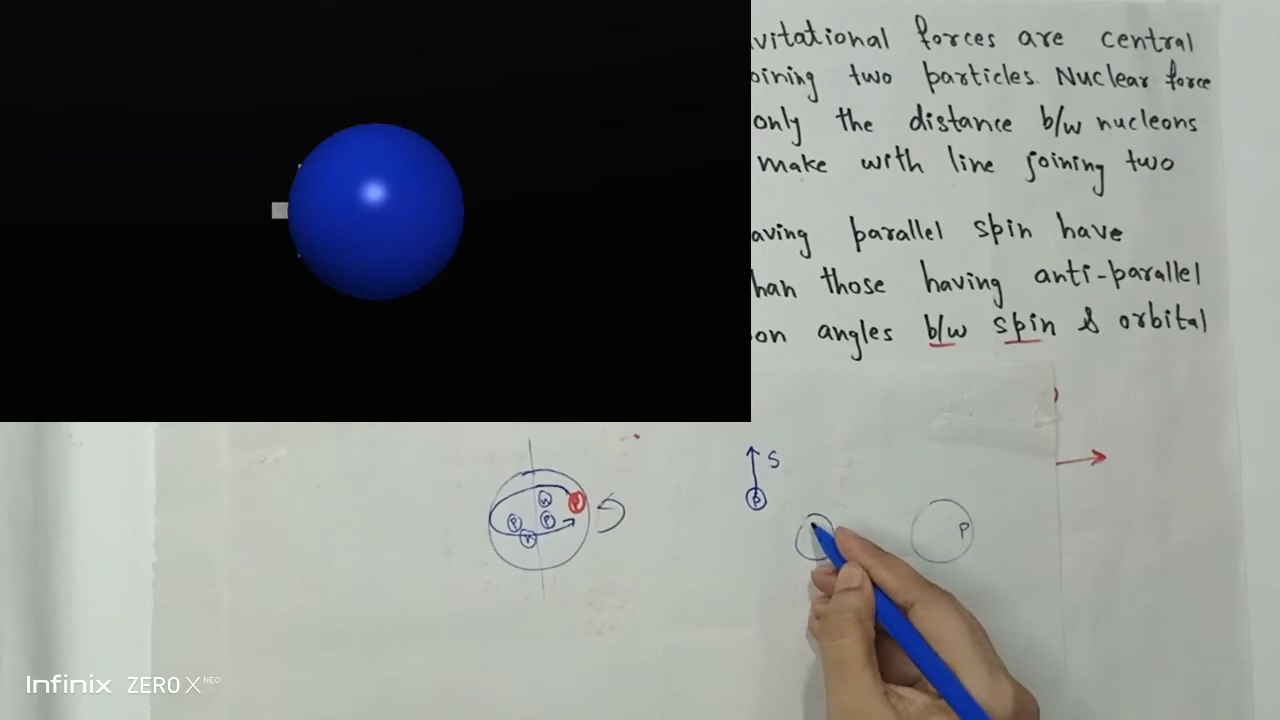 vitational forces are central
oining two particles. Nuclear force
only the distance b/w nucleons
make with line joining two
aving parallel spin have
han those having anti-parallel
on angles b/w spin & orbital
S
P
N
P
P
P
Infinix ZERO X NEO